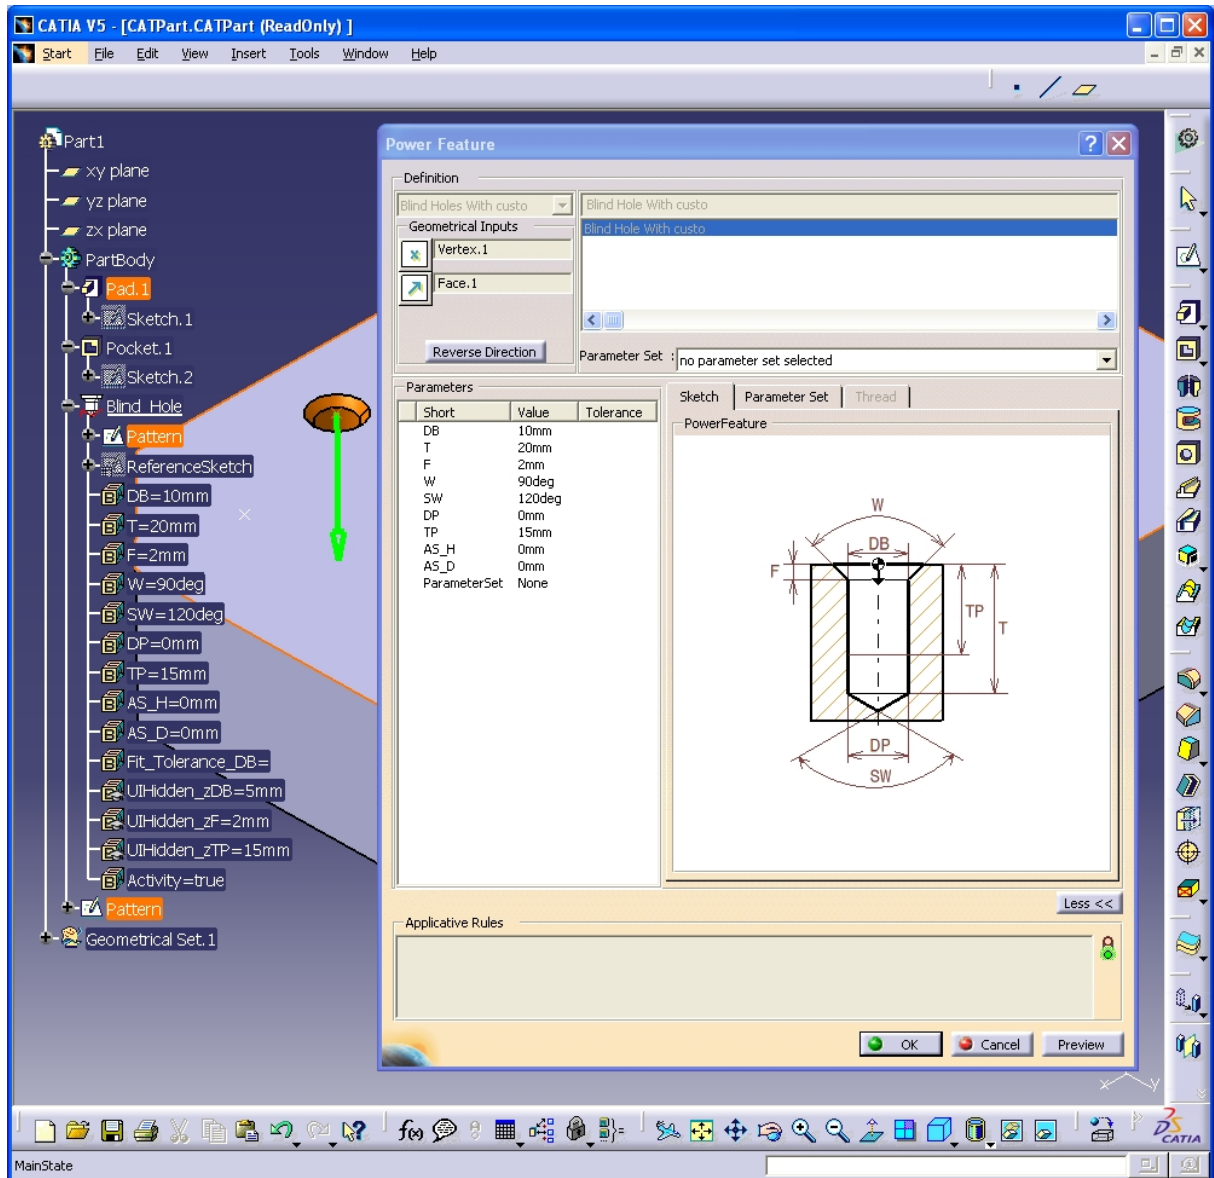 CATIA V5 - [CATPart.CATPart (ReadOnly) ]
Start File Edit View Insert Tools Window Help
Part1
xy plane
yz plane
zx plane
PartBody
Pad.1
Sketch.1
Pocket.1
Sketch.2
Blind_Hole
Pattern
ReferenceSketch
DB=10mm
T=20mm
F=2mm
W=90deg
SW=120deg
DP=0mm
TP=15mm
AS_H=0mm
AS_D=0mm
Fit_Tolerance_DB=
UIHidden_zDB=5mm
UIHidden_zF=2mm
UIHidden_zTP=15mm
Activity=true
Pattern
Geometrical Set.1
Power Feature
Definition
Blind Holes With custo
Blind Hole With custo
Geometrical Inputs
Blind Hole With custo
Vertex.1
Face.1
Reverse Direction
Parameter Set : no parameter set selected
Parameters
Short Value Tolerance
DB 10mm
T 20mm
F 2mm
W 90deg
SW 120deg
DP 0mm
TP 15mm
AS_H 0mm
AS_D 0mm
ParameterSet None
Sketch Parameter Set Thread
PowerFeature
W
DB
F
TP
T
DP
SW
Less <<
Applicative Rules
OK Cancel Preview
x y
f(x)
CATIA
MainState